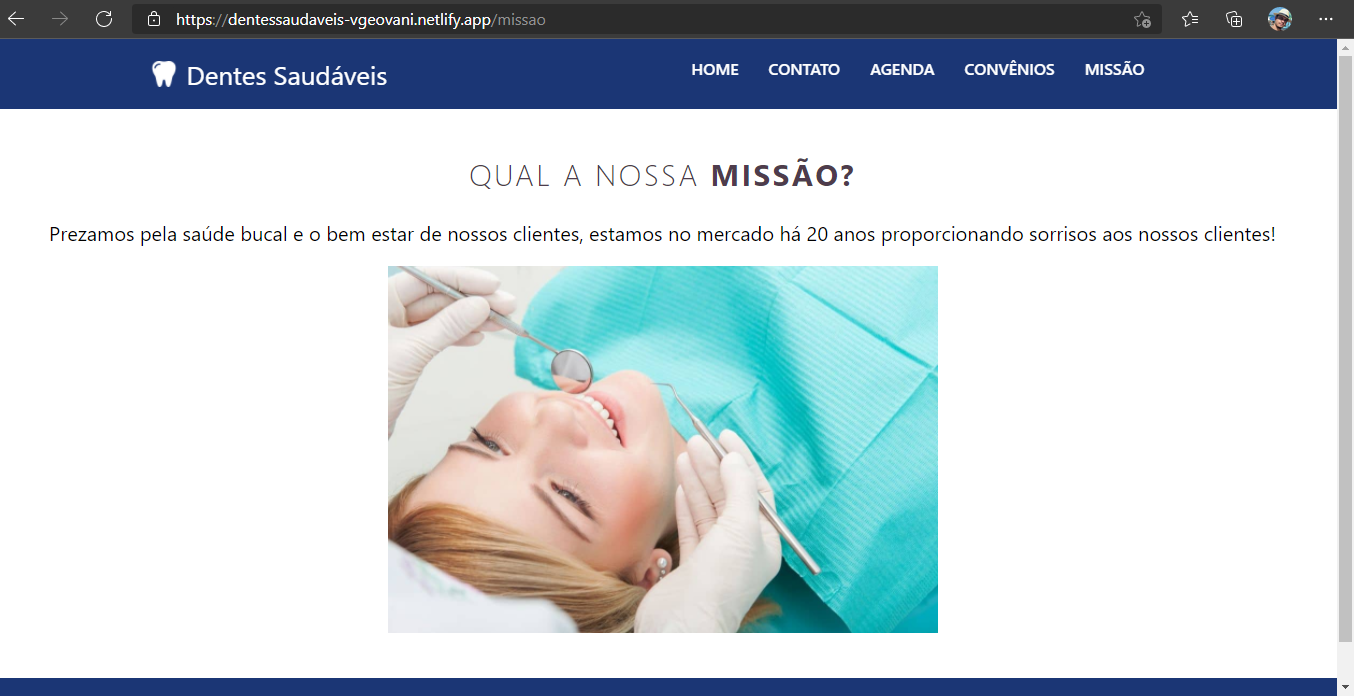 https://dentessaudaveis-vgeovani.netlify.app/missao
Dentes Saudáveis
HOME CONTATO AGENDA CONVÊNIOS MISSÃO
QUAL A NOSSA MISSÃO?
Prezamos pela saúde bucal e o bem estar de nossos clientes, estamos no mercado há 20 anos proporcionando sorrisos aos nossos clientes!